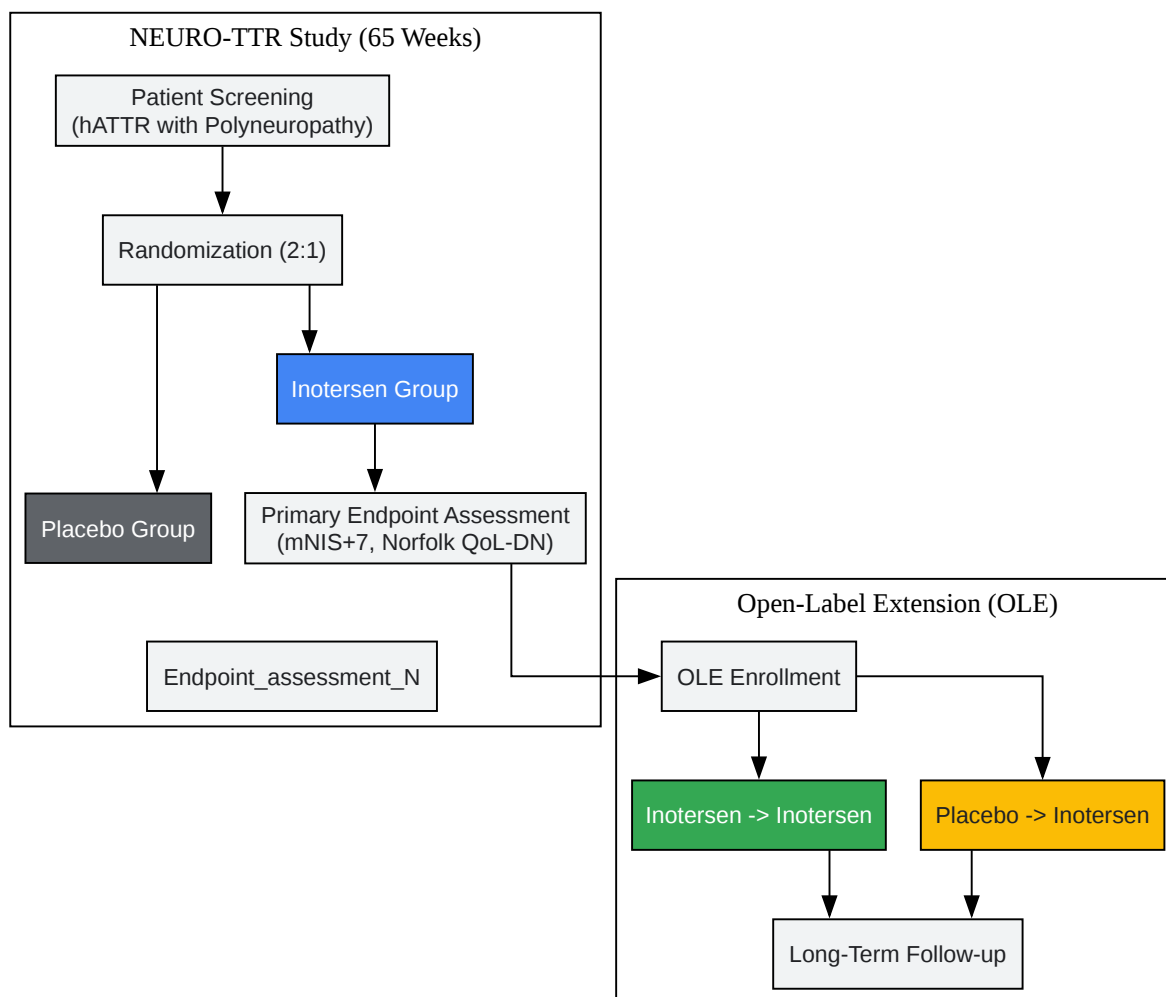 NEURO-TTR Study (65 Weeks)
Patient Screening
(hATTR with Polyneuropathy)
Randomization (2:1)
Inotersen Group
Placebo Group
Primary Endpoint Assessment
(mNIS+7, Norfolk QoL-DN)
Endpoint_assessment_N
Open-Label Extension (OLE)
OLE Enrollment
Inotersen -> Inotersen
Placebo -> Inotersen
Long-Term Follow-up